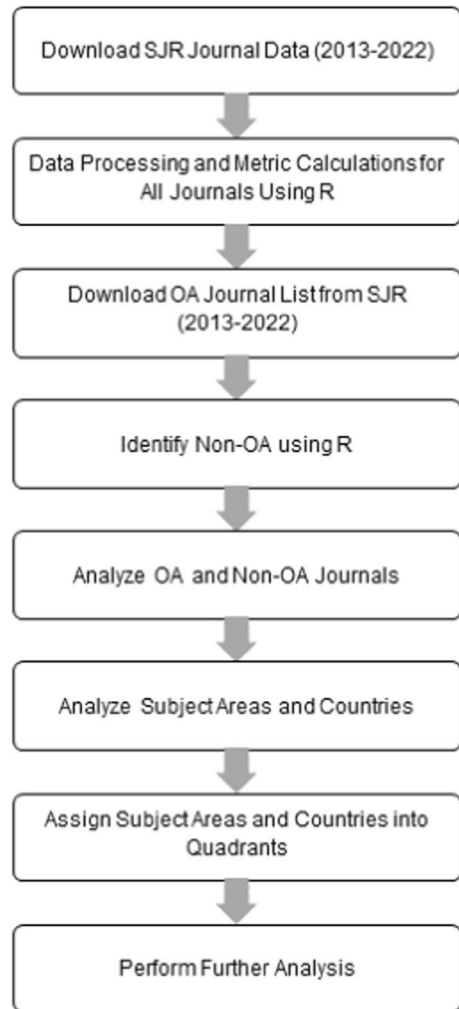 Download SJR Journal Data (2013-2022)
Data Processing and Metric Calculations for
All Journals Using R
Download OA Journal List from SJR
(2013-2022)
Identify Non-OA using R
Analyze OA and Non-OA Journals
Analyze Subject Areas and Countries
Assign Subject Areas and Countries into
Quadrants
Perform Further Analysis